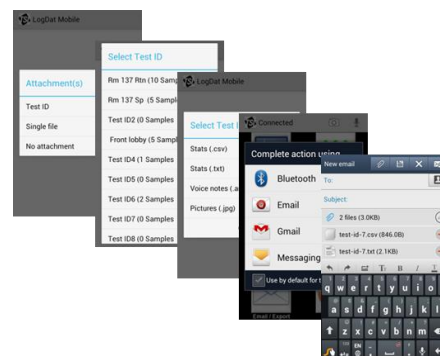 LogDat Mobile
Attachment(s)
Test ID
Single file
No attachment
Select Test ID
Rm 137 Rtn (10 Samp
Rm 137 Sp (5 Sampl
Test ID2 (0 Samples
Front lobby (5 Sampl
Test ID4 (1 Samples
Test ID5 (0 Samples
Test ID6 (2 Samples
Test ID7 (0 Samples
Test ID8 (0 Samples
LogDat Mobile
Select Test I
Stats (.csv)
Stats (.txt)
Voice notes (.a
Pictures (.jpg)
Connected
Complete action using
Bluetooth
Email
Gmail
Messaging
Use by default for t
Email / Export
New email
To:
Subject:
2 files (3.0KB)
test-id-7.csv (846.0B)
test-id-7.txt (2.1KB)
q w e r t y u i o
a s d f g h j k l
z x c v b n m
EN